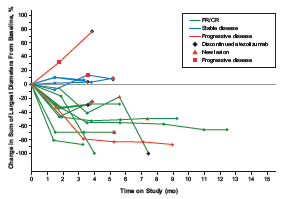 Change in Sum of Largest Diameters From Baseline, %
100
80
60
40
20
0
-20
-40
-60
-80
-100
0 1 2 3 4 5 6 7 8 9 10 11 12 13 14 15
Time on Study (mo)
PR/CR
Stable disease
Progressive disease
Discontinued atezolizumab
New lesion
Progressive disease